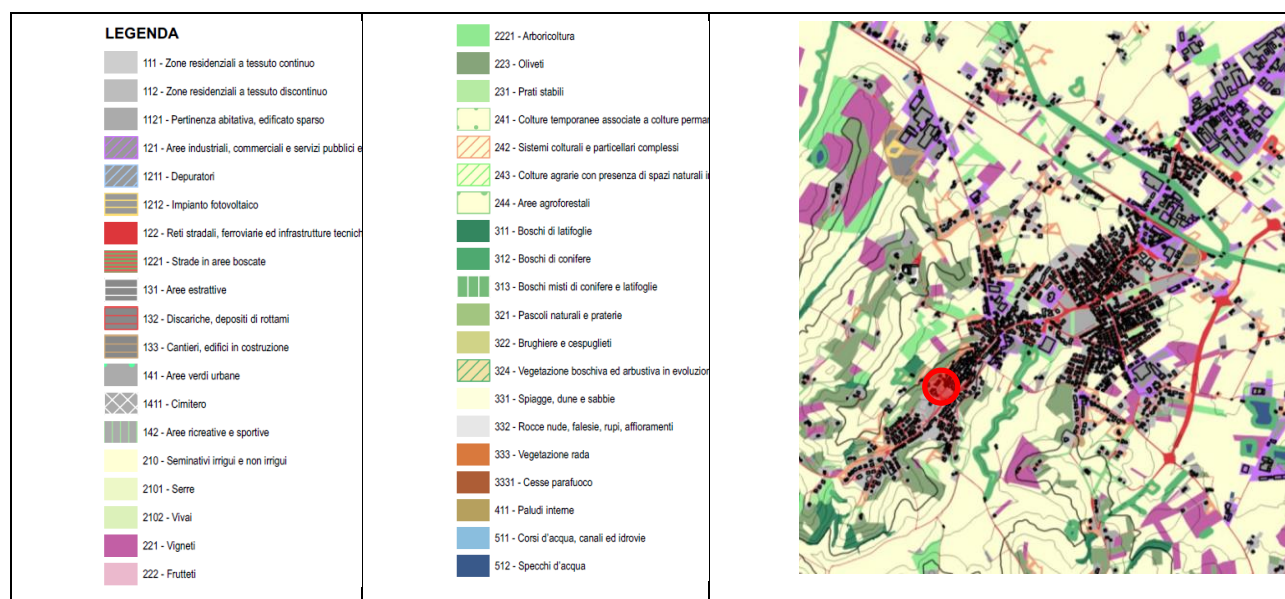 LEGENDA
111 - Zone residenziali a tessuto continuo
112 - Zone residenziali a tessuto discontinuo
1121 - Pertinenza abitativa, edificato sparso
121 - Aree industriali, commerciali e servizi pubblici e
1211 - Depuratori
1212 - Impianto fotovoltaico
122 - Reti stradali, ferroviarie ed infrastrutture tecnich
1221 - Strade in aree boscate
131 - Aree estrattive
132 - Discariche, depositi di rottami
133 - Cantieri, edifici in costruzione
141 - Aree verdi urbane
1411 - Cimitero
142 - Aree ricreative e sportive
210 - Seminativi irrigui e non irrigui
2101 - Serre
2102 - Vivai
221 - Vigneti
222 - Frutteti
2221 - Arboricoltura
223 - Oliveti
231 - Prati stabili
241 - Colture temporanee associate a colture permar
242 - Sistemi colturali e particellari complessi
243 - Colture agrarie con presenza di spazi naturali i
244 - Aree agroforestali
311 - Boschi di latifoglie
312 - Boschi di conifere
313 - Boschi misti di conifere e latifoglie
321 - Pascoli naturali e praterie
322 - Brughiere e cespuglieti
324 - Vegetazione boschiva ed arbustiva in evoluzion
331 - Spiagge, dune e sabbie
332 - Rocce nude, falesie, rupi, affioramenti
333 - Vegetazione rada
3331 - Cesse parafuoco
411 - Paludi interne
511 - Corsi d'acqua, canali ed idrovie
512 - Specchi d'acqua